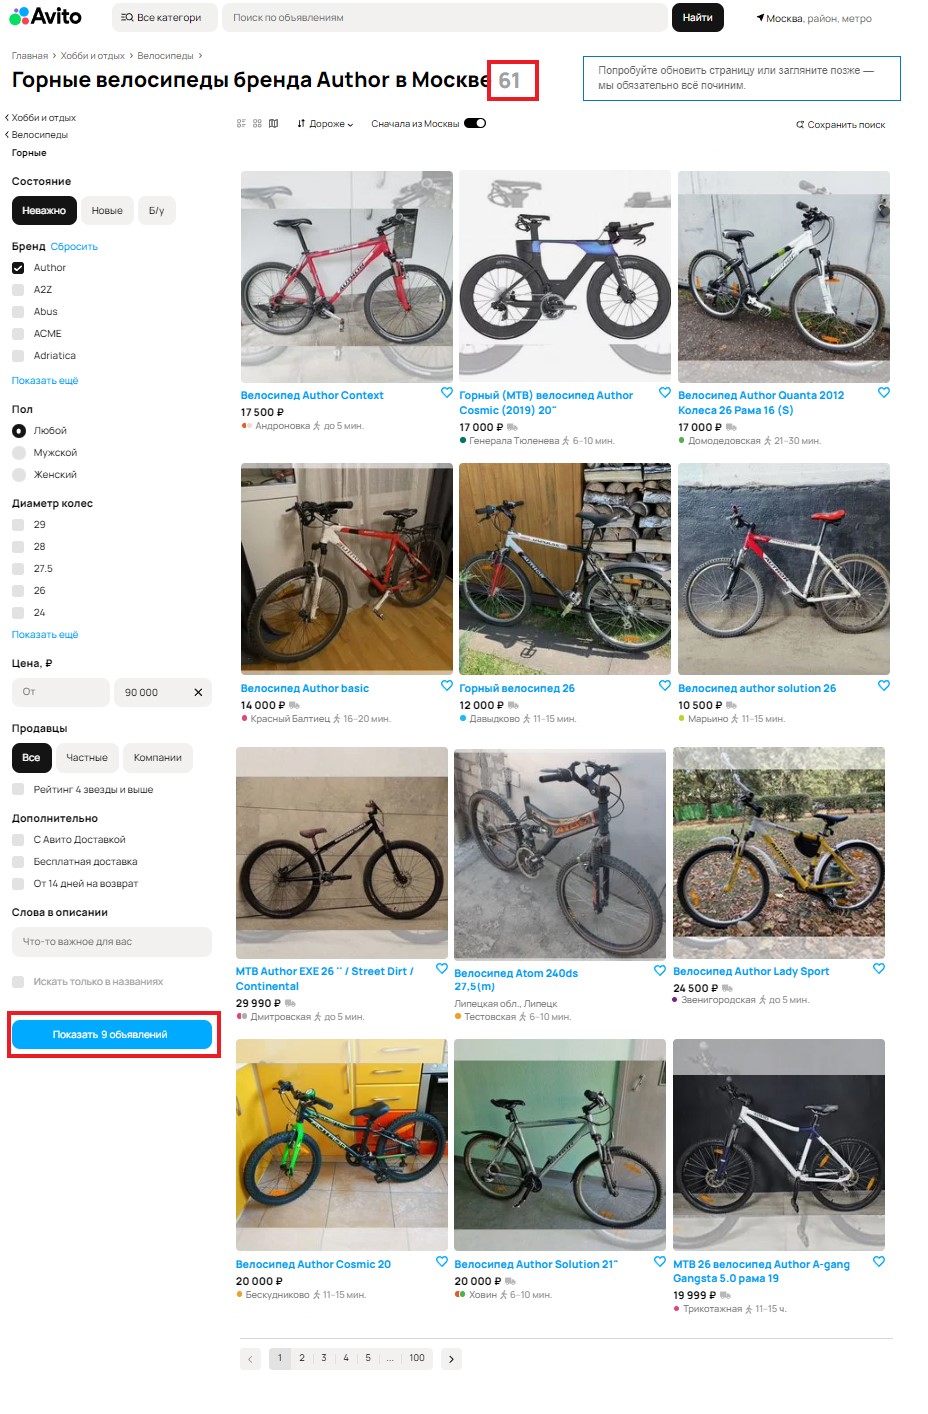 Avito
Все категори
Поиск по объявлениям
Найти
Москва, район, метро
Главная > Хобби и отдых > Велосипеды >
Горные велосипеды бренда Author в Москве 61
Попробуйте обновить страницу или загляните позже —
мы обязательно всё починим.
Хобби и отдых
Велосипеды
Горные
Дороже
Сначала из Москвы
Сохранить поиск
Состояние
Неважно
Новые
Б/у
Бренд Сбросить
Author
A2Z
Abus
ACME
Adriatica
Показать ещё
Пол
Любой
Мужской
Женский
Диаметр колес
29
28
27.5
26
24
Показать ещё
Цена, ₽
От
90 000
Продавцы
Все
Частные
Компании
Рейтинг 4 звезды и выше
Дополнительно
С Авито Доставкой
Бесплатная доставка
От 14 дней на возврат
Слова в описании
Что-то важное для вас
Искать только в названиях
Показать 9 объявлений
Велосипед Author Context
17 500 ₽
Андроновка до 5 мин.
Горный (MTB) велосипед Author
Cosmic (2019) 20"
17 000 ₽
Генерала Тюленева 6–10 мин.
Велосипед Author Quanta 2012
Колеса 26 Рама 16 (S)
17 000 ₽
Домодедовская 21–30 мин.
Велосипед Author basic
14 000 ₽
Красный Балтиец 16–20 мин.
Горный велосипед 26
12 000 ₽
Давыдково 11–15 мин.
Велосипед author solution 26
10 500 ₽
Марьино 11–15 мин.
MTB Author EXE 26 '' / Street Dirt /
Continental
29 990 ₽
Дмитровская до 5 мин.
Велосипед Atom 240ds
27,5(m)
Липецкая обл., Липецк
Тестовская 6–10 мин.
Велосипед Author Lady Sport
24 500 ₽
Звенигородская до 5 мин.
Велосипед Author Cosmic 20
20 000 ₽
Бескудниково 11–15 мин.
Велосипед Author Solution 21"
20 000 ₽
Ховин 6–10 мин.
MTB 26 велосипед Author A-gang
Gangsta 5.0 рама 19
19 999 ₽
Трикотажная 11–15 ч.
1 2 3 4 5 ... 100